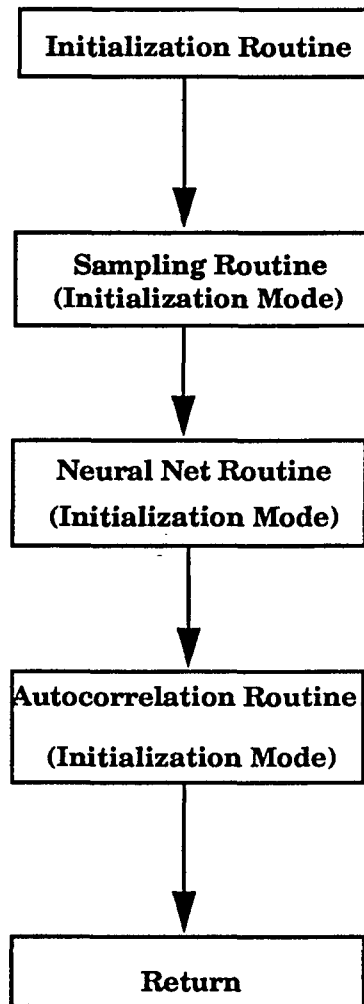 Initialization Routine
Sampling Routine
(Initialization Mode)
Neural Net Routine
(Initialization Mode)
Autocorrelation Routine
(Initialization Mode)
Return